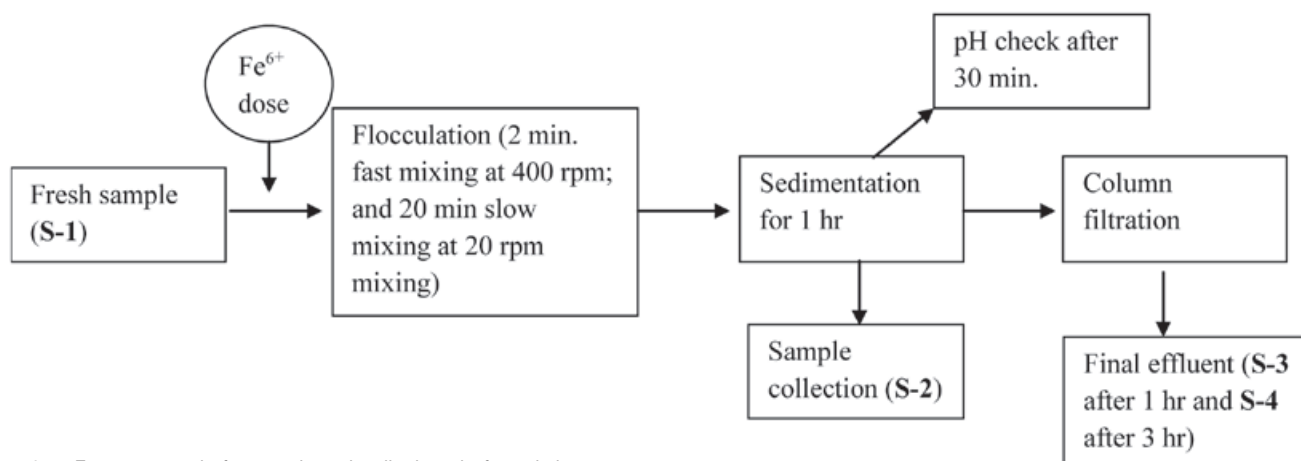 Fe6+
dose
Fresh sample
(S-1)
Flocculation (2 min.
fast mixing at 400 rpm;
and 20 min slow
mixing at 20 rpm
mixing)
Sedimentation
for 1 hr
pH check after
30 min.
Sample
collection (S-2)
Column
filtration
Final effluent (S-3
after 1 hr and S-4
after 3 hr)